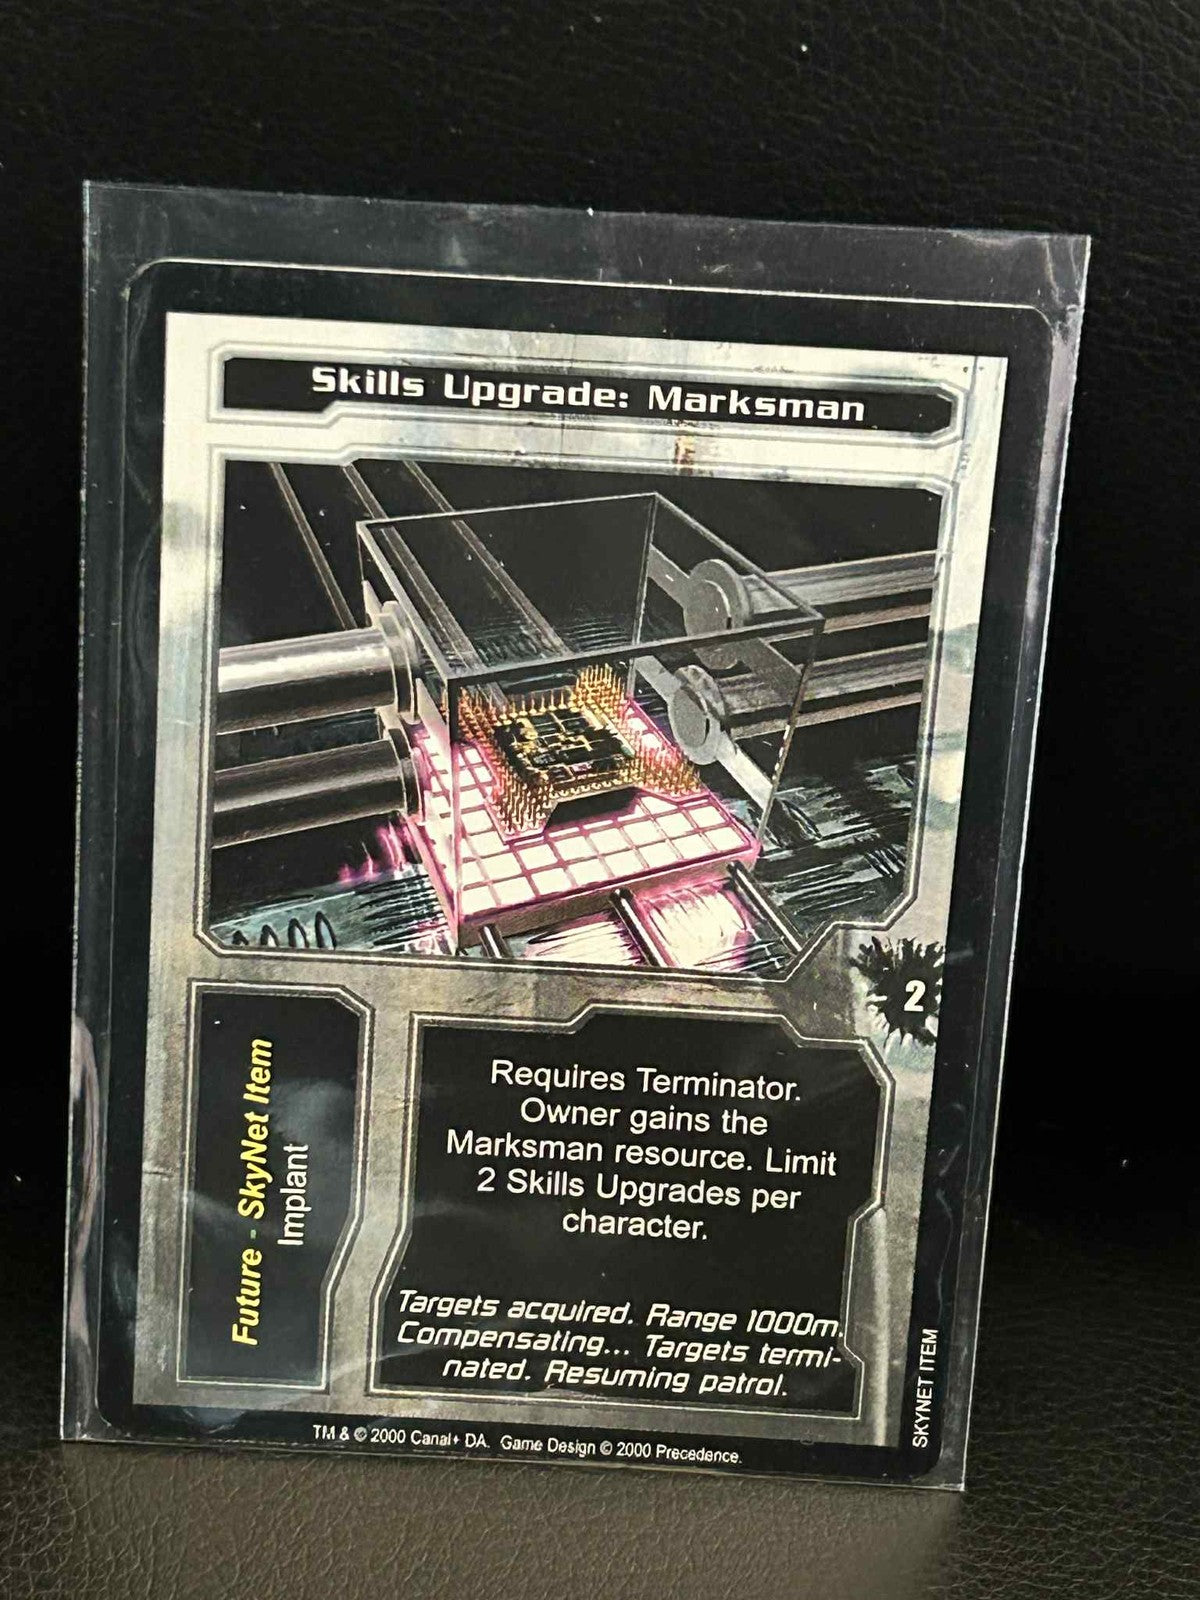 Skills Upgrade: Marksman
2
Future - SkyNet Item
Implant
Requires Terminator.
Owner gains the
Marksman resource. Limit
2 Skills Upgrades per
character.
Targets acquired. Range 1000m.
Compensating... Targets termi-
nated. Resuming patrol.
SKYNET ITEM
TM & © 2000 Canal+ DA. Game Design © 2000 Precedence.